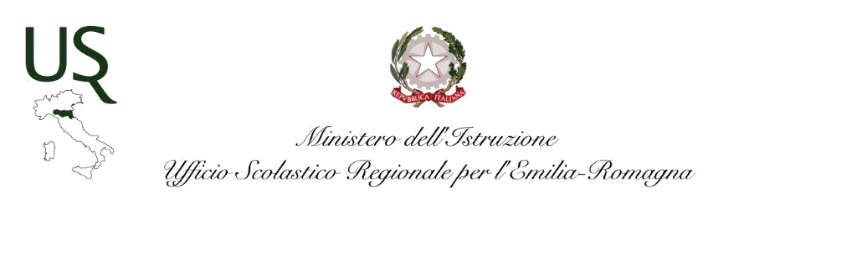 USR
REPVBBLICA ITALIANA
Ministero dell'Istruzione
Ufficio Scolastico Regionale per l'Emilia-Romagna